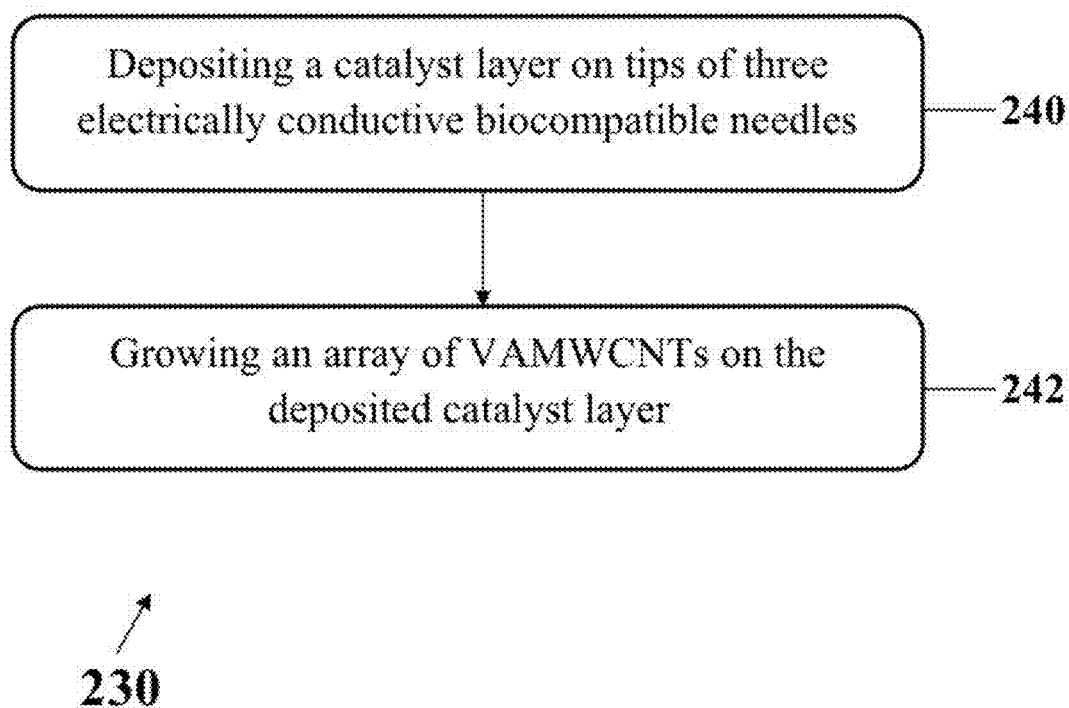 Depositing a catalyst layer on tips of three
electrically conductive biocompatible needles
240
Growing an array of VAMWCNTs on the
deposited catalyst layer
242
230